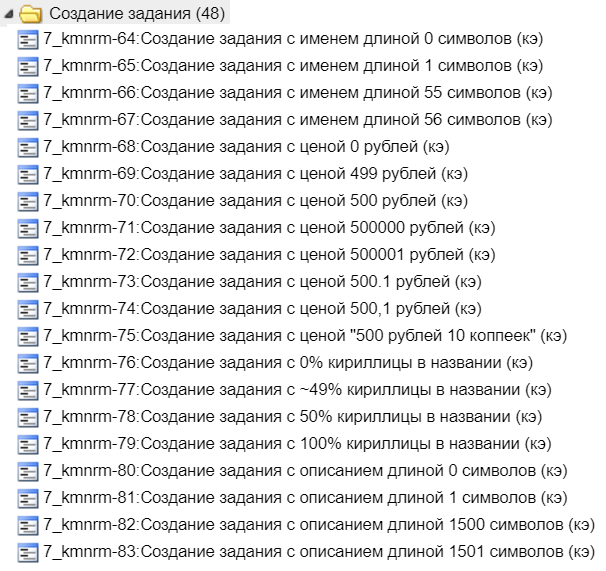 Создание задания (48)
7_kmnrm-64:Создание задания с именем длиной 0 символов (кэ)
7_kmnrm-65:Создание задания с именем длиной 1 символов (кэ)
7_kmnrm-66:Создание задания с именем длиной 55 символов (кэ)
7_kmnrm-67:Создание задания с именем длиной 56 символов (кэ)
7_kmnrm-68:Создание задания с ценой 0 рублей (кэ)
7_kmnrm-69:Создание задания с ценой 499 рублей (кэ)
7_kmnrm-70:Создание задания с ценой 500 рублей (кэ)
7_kmnrm-71:Создание задания с ценой 500000 рублей (кэ)
7_kmnrm-72:Создание задания с ценой 500001 рублей (кэ)
7_kmnrm-73:Создание задания с ценой 500.1 рублей (кэ)
7_kmnrm-74:Создание задания с ценой 500,1 рублей (кэ)
7_kmnrm-75:Создание задания с ценой "500 рублей 10 коппеек" (кэ)
7_kmnrm-76:Создание задания с 0% кириллицы в названии (кэ)
7_kmnrm-77:Создание задания с ~49% кириллицы в названии (кэ)
7_kmnrm-78:Создание задания с 50% кириллицы в названии (кэ)
7_kmnrm-79:Создание задания с 100% кириллицы в названии (кэ)
7_kmnrm-80:Создание задания с описанием длиной 0 символов (кэ)
7_kmnrm-81:Создание задания с описанием длиной 1 символов (кэ)
7_kmnrm-82:Создание задания с описанием длиной 1500 символов (кэ)
7_kmnrm-83:Создание задания с описанием длиной 1501 символов (кэ)